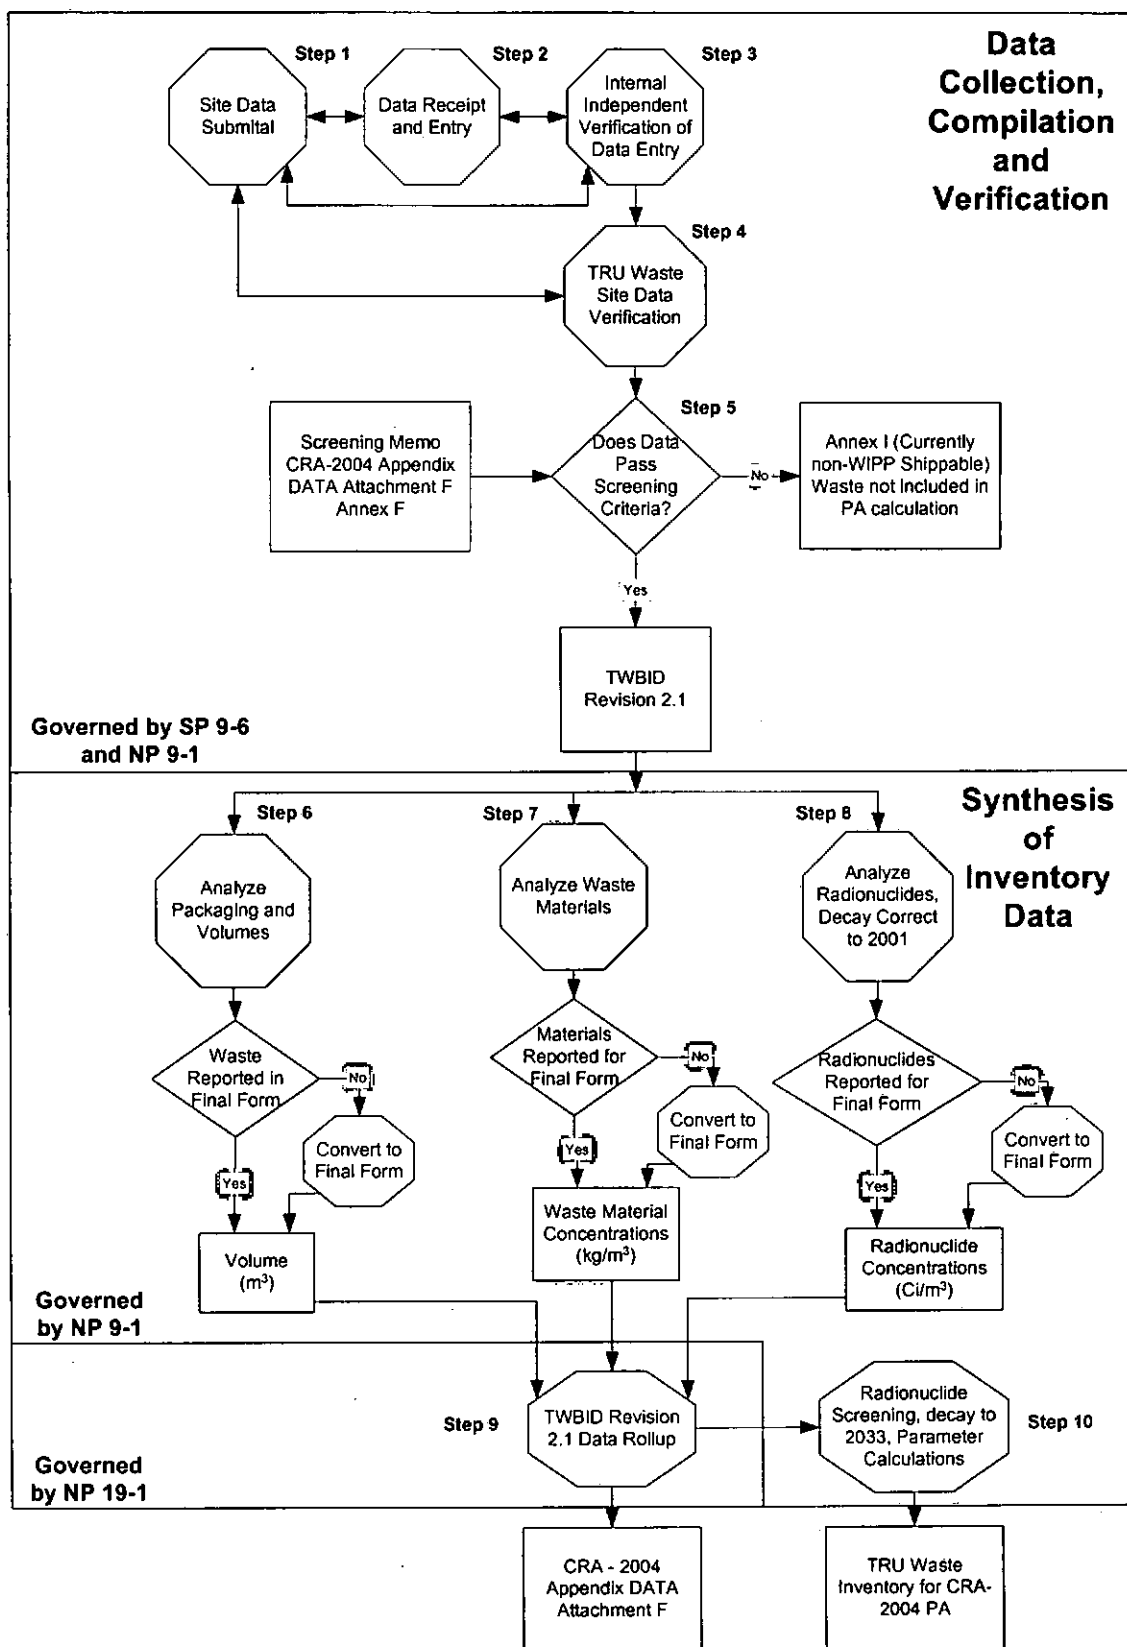 Data
Collection,
Compilation
and
Verification
Step 1
Site Data
Submital
Step 2
Data Receipt
and Entry
Step 3
Internal
Independent
Verification of
Data Entry
Step 4
TRU Waste
Site Data
Verification
Step 5
Screening Memo
CRA-2004 Appendix
DATA Attachment F
Annex F
Does Data
Pass
Screening
Criteria?
No
Annex I (Currently
non-WIPP Shippable)
Waste not Included in
PA calculation
Yes
TWBID
Revision 2.1
Governed by SP 9-6
and NP 9-1
Synthesis
of
Inventory
Data
Step 6
Analyze
Packaging and
Volumes
Step 7
Analyze Waste
Materials
Step 8
Analyze
Radionuclides,
Decay Correct
to 2001
Waste
Reported in
Final Form
No
Convert to
Final Form
Yes
Volume
(m³)
Materials
Reported for
Final Form
No
Convert to
Final Form
Yes
Waste Material
Concentrations
(kg/m³)
Radionuclides
Reported for
Final Form
No
Convert to
Final Form
Yes
Radionuclide
Concentrations
(Ci/m³)
Governed
by NP 9-1
Step 9
TWBID Revision
2.1 Data Rollup
Radionuclide
Screening, decay to
2033, Parameter
Calculations
Step 10
Governed
by NP 19-1
CRA - 2004
Appendix DATA
Attachment F
TRU Waste
Inventory for CRA-
2004 PA